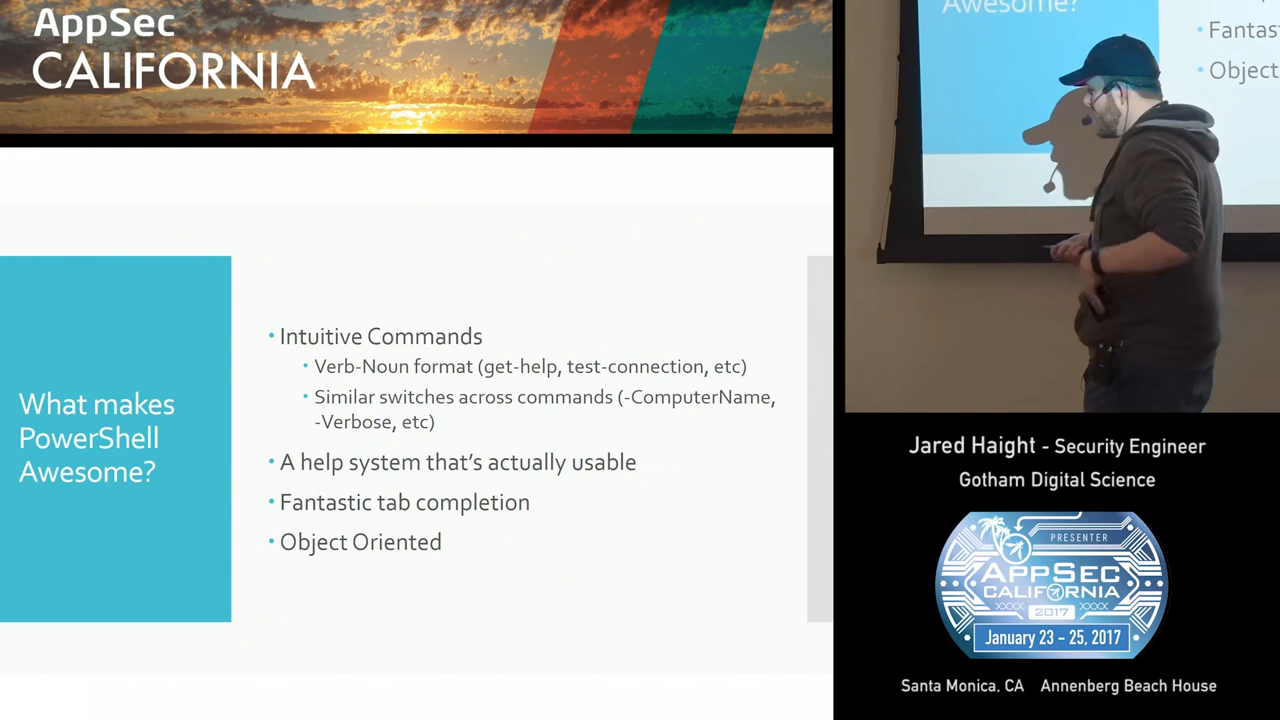 AppSec
CALIFORNIA
What makes
PowerShell
Awesome?
• Intuitive Commands
• Verb-Noun format (get-help, test-connection, etc)
• Similar switches across commands (-ComputerName,
-Verbose, etc)
• A help system that's actually usable
• Fantastic tab completion
• Object Oriented
Awesome?
• Fantas
• Object
Jared Haight - Security Engineer
Gotham Digital Science
PRESENTER
APPSEC
CALIFORNIA
2017
January 23 - 25, 2017
Santa Monica, CA Annenberg Beach House